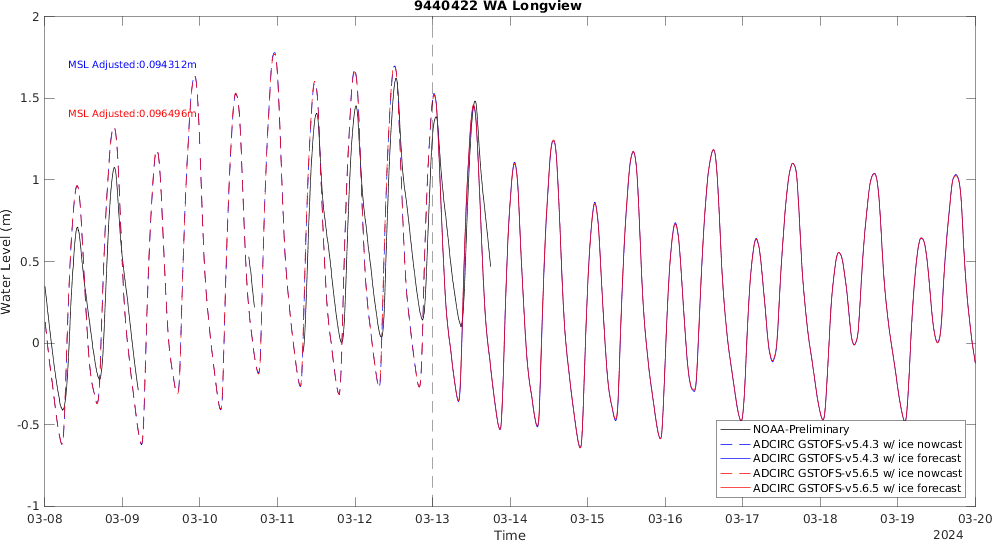 9440422 WA Longview
2
1.5
1
0.5
0
-0.5
-1
Water Level (m)
MSL Adjusted:0.094312m
MSL Adjusted:0.096496m
NOAA-Preliminary
ADCIRC GSTOFS-v5.4.3 w/ ice nowcast
ADCIRC GSTOFS-v5.4.3 w/ ice forecast
ADCIRC GSTOFS-v5.6.5 w/ ice nowcast
ADCIRC GSTOFS-v5.6.5 w/ ice forecast
03-08 03-09 03-10 03-11 03-12 03-13 03-14 03-15 03-16 03-17 03-18 03-19 03-20
Time
2024